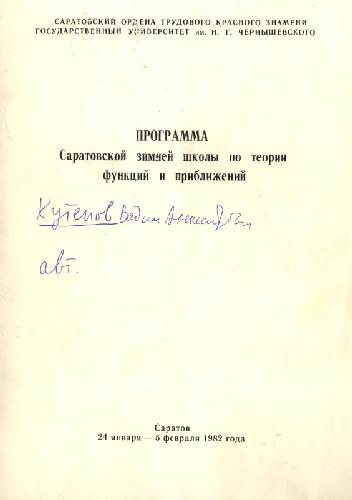 САРАТОВСКИЙ ОРДЕНА ТРУДОВОГО КРАСНОГО ЗНАМЕНИ
ГОСУДАРСТВЕННЫЙ УНИВЕРСИТЕТ им. Н. Г. ЧЕРНЫШЕВСКОГО
ПРОГРАММА
Саратовской зимней школы по теории
функций и приближений
Кутепов Вадим
авт.
Саратов
24 января — 5 февраля 1982 года